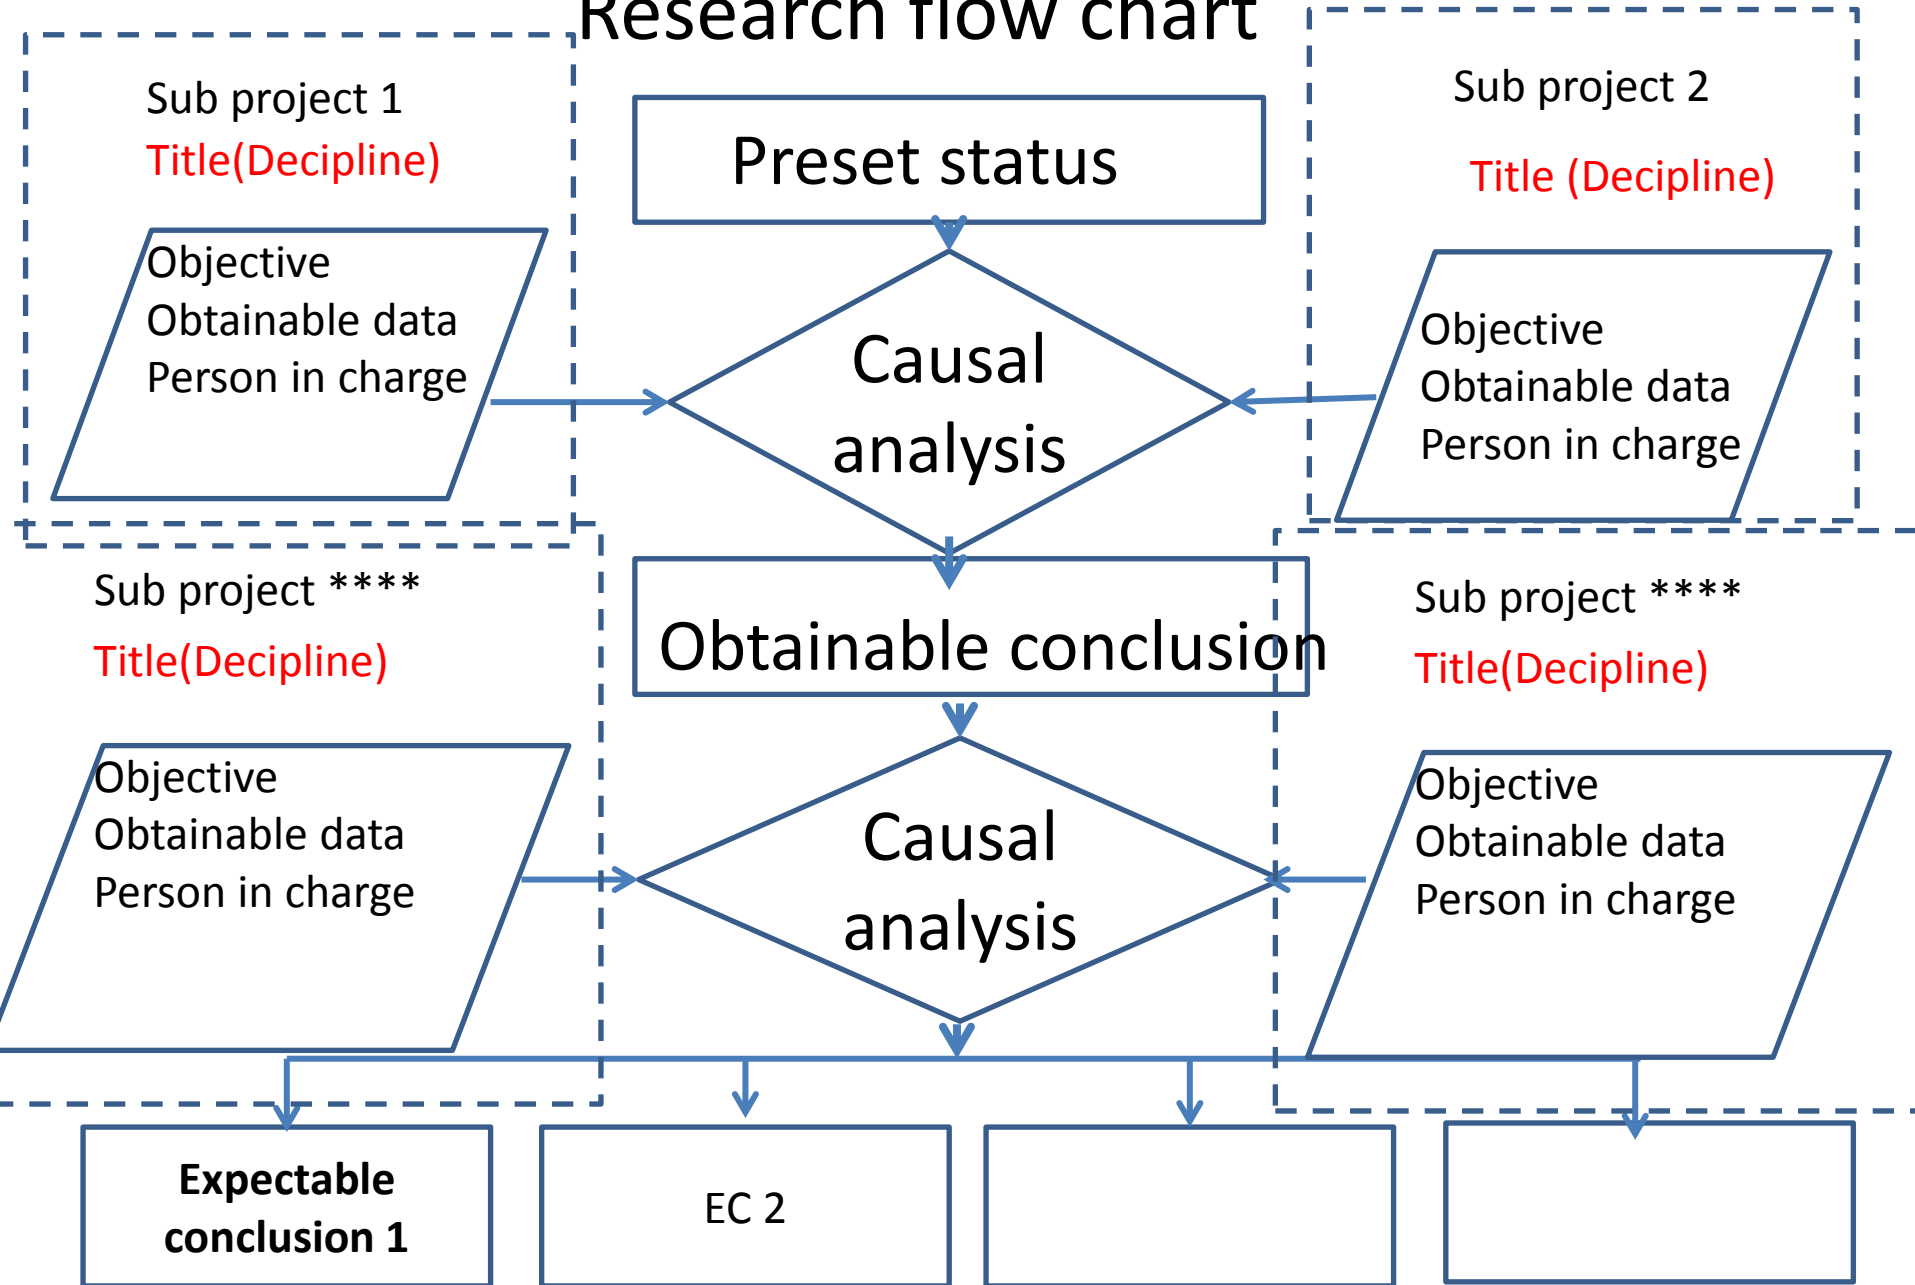 Research flow chart
Sub project 1
Title(Decipline)
Objective
Obtainable data
Person in charge
Preset status
Sub project 2
Title (Decipline)
Objective
Obtainable data
Person in charge
Causal
analysis
Obtainable conclusion
Sub project ****
Title(Decipline)
Objective
Obtainable data
Person in charge
Causal
analysis
Sub project ****
Title(Decipline)
Objective
Obtainable data
Person in charge
Expectable
conclusion 1
EC 2